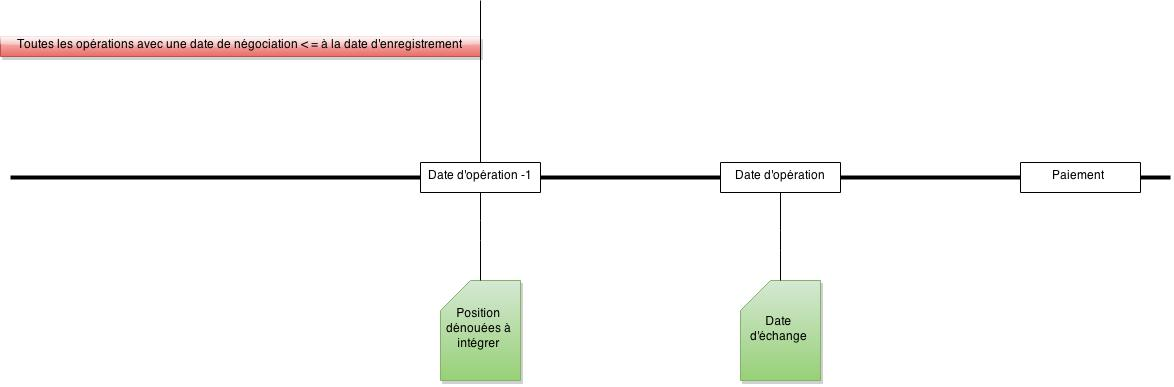 Toutes les opérations avec une date de négociation < = à la date d'enregistrement
Date d'opération -1
Date d'opération
Paiement
Position
dénouées à
intégrer
Date
d'échange